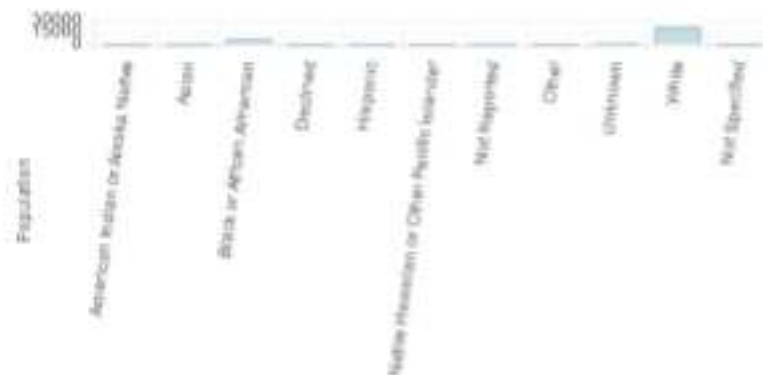 0
American Indian or Alaska Native
Asian
Black or African American
Declined
Hispanic
Native Hawaiian or Other Pacific Islander
Not Reported
Other
Unknown
White
Not Specified
Population